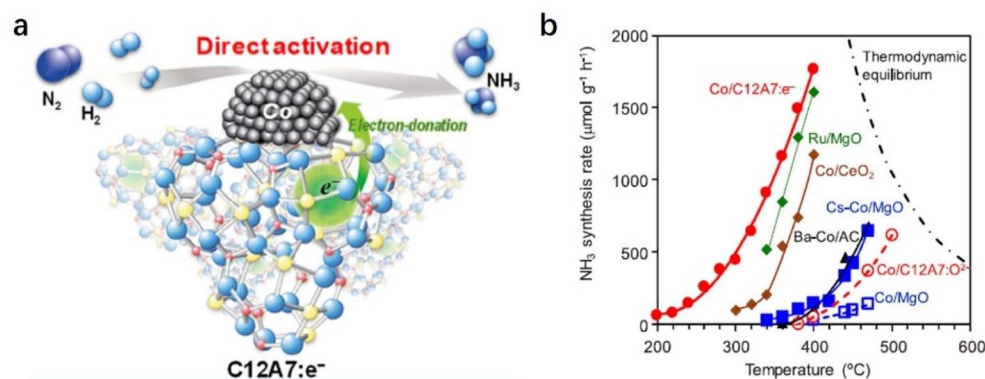 a
Direct activation
N₂
H₂
NH₃
Co
Electron-donation
e⁻
C12A7:e⁻
b
NH₃ synthesis rate (μmol g⁻¹ h⁻¹)
2000
1500
1000
500
0
Thermodynamic
equilibrium
Co/C12A7:e⁻
Ru/MgO
Co/CeO₂
Cs-Co/MgO
Ba-Co/AC
Co/C12A7:O²⁻
Co/MgO
200 300 400 500 600
Temperature (°C)